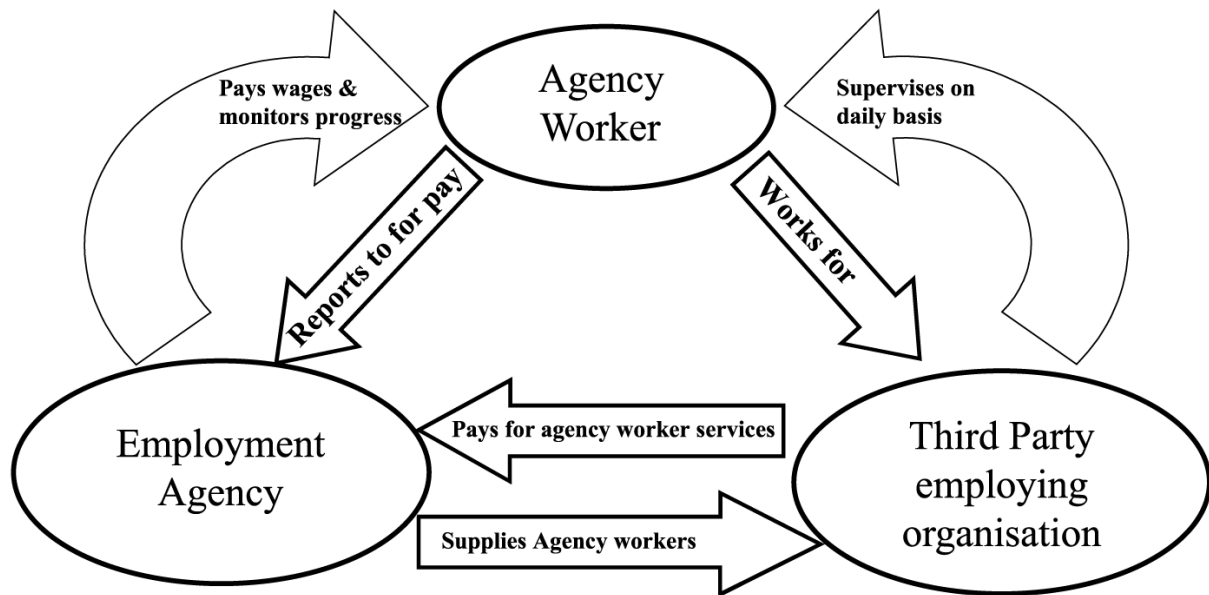 Agency
Worker
Pays wages &
monitors progress
Supervises on
daily basis
Reports to for pay
Works for
Employment
Agency
Pays for agency worker services
Supplies Agency workers
Third Party
employing
organisation